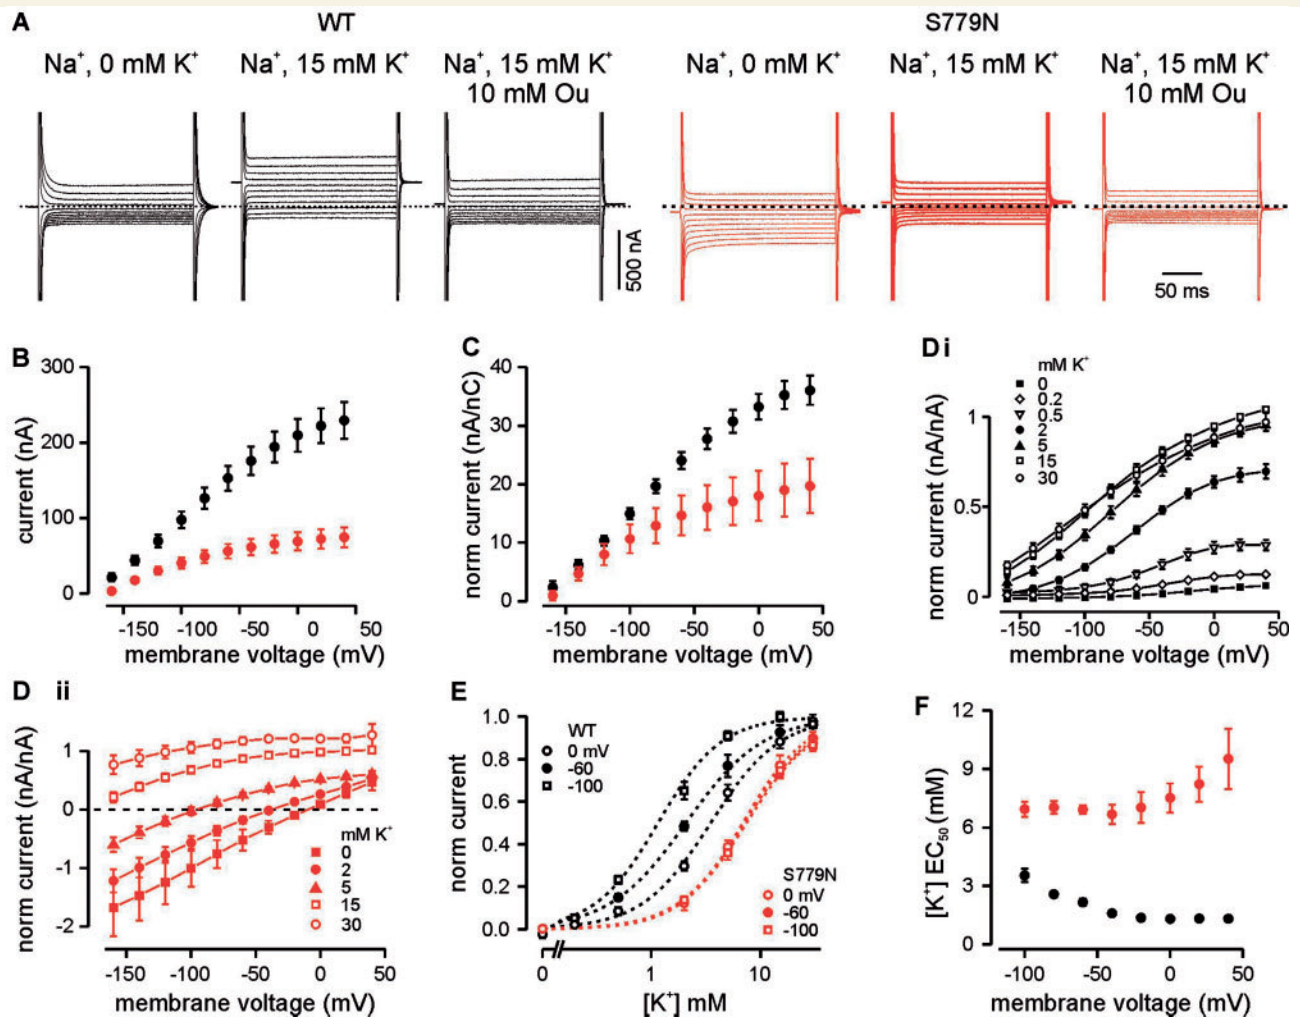 A
WT
S779N
Na⁺, 0 mM K⁺
Na⁺, 15 mM K⁺
Na⁺, 15 mM K⁺
10 mM Ou
Na⁺, 0 mM K⁺
Na⁺, 15 mM K⁺
Na⁺, 15 mM K⁺
10 mM Ou
500 nA
50 ms
B
current (nA)
300
200
100
0
-150 -100 -50 0 50
membrane voltage (mV)
C
norm current (nA/nC)
40
30
20
10
0
-150 -100 -50 0 50
membrane voltage (mV)
D i
norm current (nA/nA)
mM K⁺
0
0.2
0.5
2
5
15
30
1
0.5
0
-150 -100 -50 0 50
membrane voltage (mV)
D ii
norm current (nA/nA)
1
0
-1
-2
mM K⁺
0
2
5
15
30
-150 -100 -50 0 50
membrane voltage (mV)
E
norm current
1.0
0.8
0.6
0.4
0.2
0.0
WT
0 mV
-60
-100
S779N
0 mV
-60
-100
0 1 10
[K⁺] mM
F
[K⁺] EC₅₀ (mM)
12
9
6
3
0
-100 -50 0 50
membrane voltage (mV)